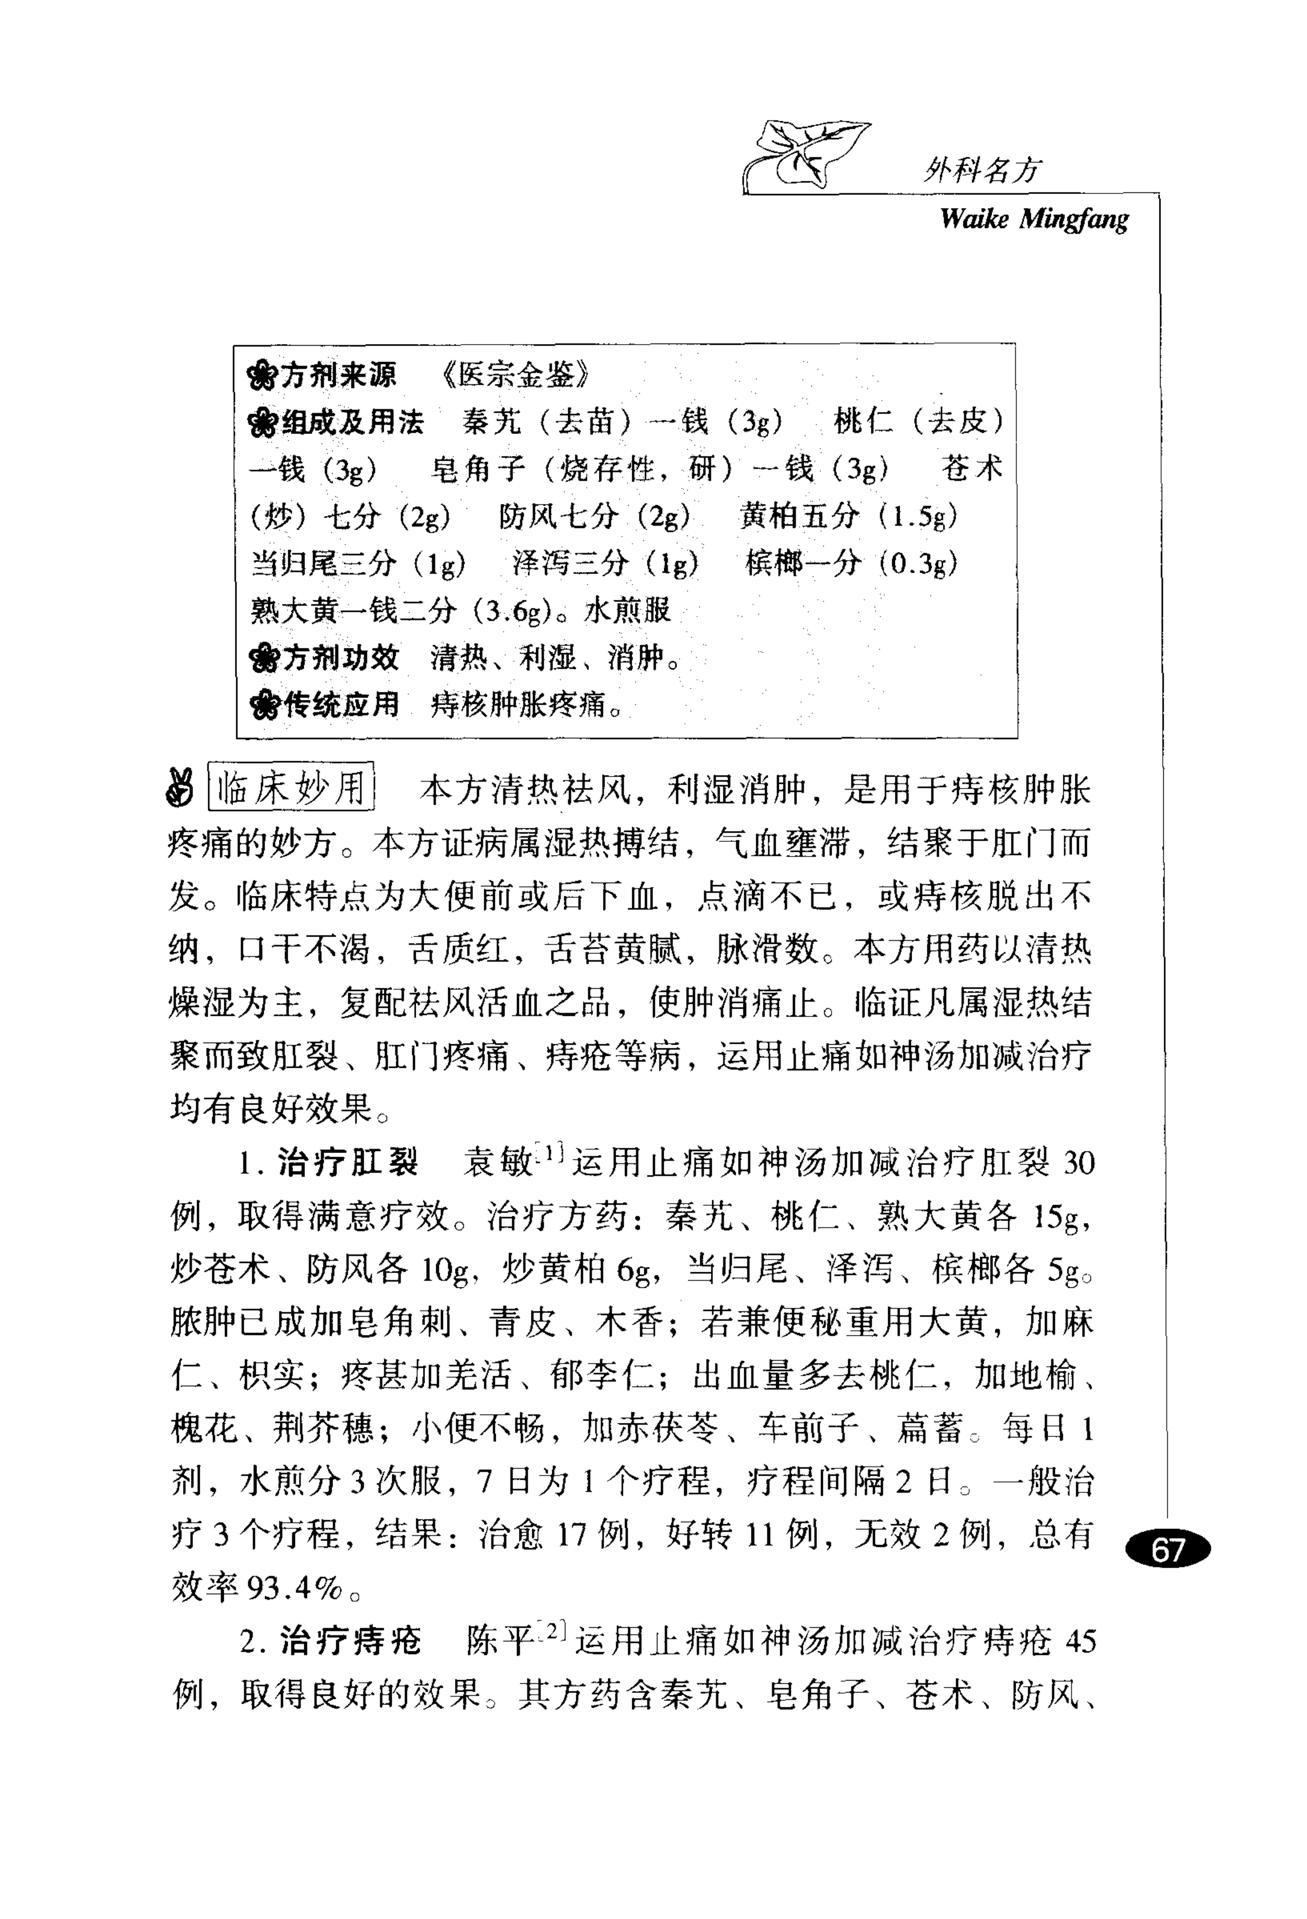 外科名方
Waike Mingfang
方剂来源 《医宗金鉴》
组成及用法 秦艽（去苗）一钱（3g） 桃仁（去皮）
一钱（3g） 皂角子（烧存性，研）一钱（3g） 苍术
（炒）七分（2g） 防风七分（2g） 黄柏五分（1.5g）
当归尾三分（1g） 泽泻三分（1g） 槟榔一分（0.3g）
熟大黄一钱二分（3.6g）。水煎服
方剂功效 清热、利湿、消肿。
传统应用 痔核肿胀疼痛。
临床妙用 本方清热祛风，利湿消肿，是用于痔核肿胀
疼痛的妙方。本方证病属湿热搏结，气血壅滞，结聚于肛门而
发。临床特点为大便前或后下血，点滴不已，或痔核脱出不
纳，口干不渴，舌质红，舌苔黄腻，脉滑数。本方用药以清热
燥湿为主，复配祛风活血之品，使肿消痛止。临证凡属湿热结
聚而致肛裂、肛门疼痛、痔疮等病，运用止痛如神汤加减治疗
均有良好效果。
1. 治疗肛裂 袁敏[1]运用止痛如神汤加减治疗肛裂 30
例，取得满意疗效。治疗方药：秦艽、桃仁、熟大黄各 15g，
炒苍术、防风各 10g，炒黄柏 6g，当归尾、泽泻、槟榔各 5g。
脓肿已成加皂角刺、青皮、木香；若兼便秘重用大黄，加麻
仁、枳实；疼甚加羌活、郁李仁；出血量多去桃仁，加地榆、
槐花、荆芥穗；小便不畅，加赤茯苓、车前子、萹蓄。每日 1
剂，水煎分 3 次服，7 日为 1 个疗程，疗程间隔 2 日。一般治
疗 3 个疗程，结果：治愈 17 例，好转 11 例，无效 2 例，总有
效率 93.4%。
67
2. 治疗痔疮 陈平[2]运用止痛如神汤加减治疗痔疮 45
例，取得良好的效果。其方药含秦艽、皂角子、苍术、防风、